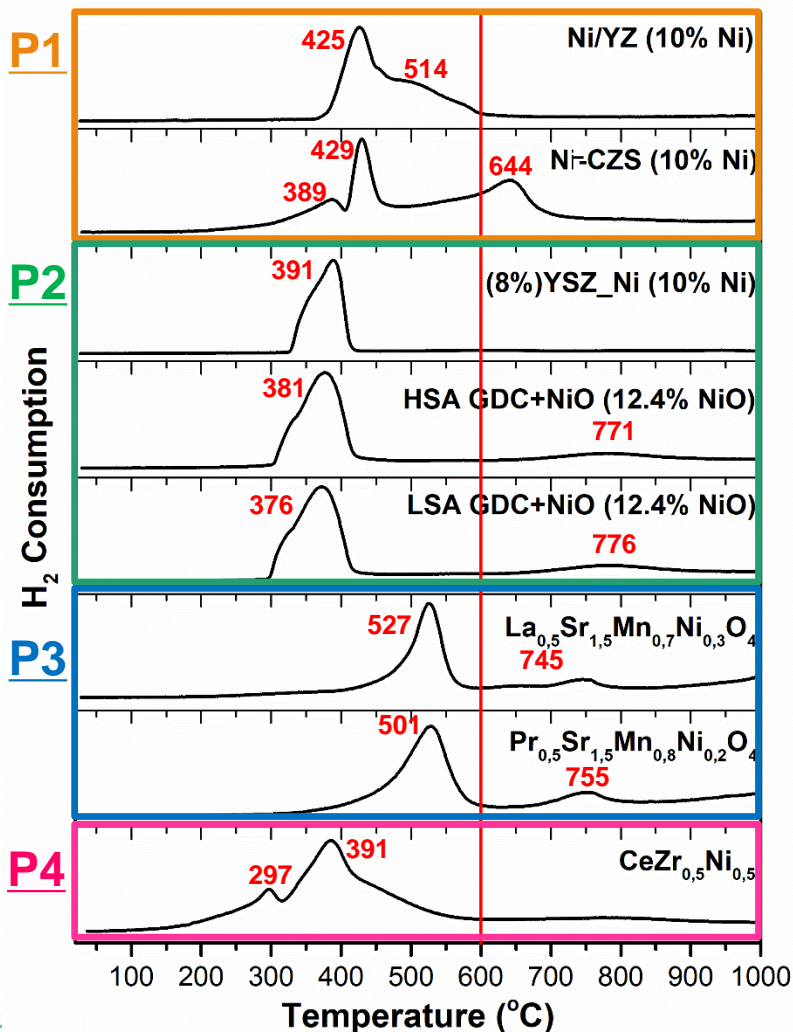 P1
425
514
Ni/YZ (10% Ni)
429
389
644
Ni-CZS (10% Ni)
P2
391
(8%)YSZ_Ni (10% Ni)
381
HSA GDC+NiO (12.4% NiO)
771
376
LSA GDC+NiO (12.4% NiO)
776
H₂ Consumption
P3
527
La₀,₅Sr₁,₅Mn₀,₇Ni₀,₃O₄
745
501
Pr₀,₅Sr₁,₅Mn₀,₈Ni₀,₂O₄
755
P4
297
391
CeZr₀,₅Ni₀,₅
100 200 300 400 500 600 700 800 900 1000
Temperature (°C)